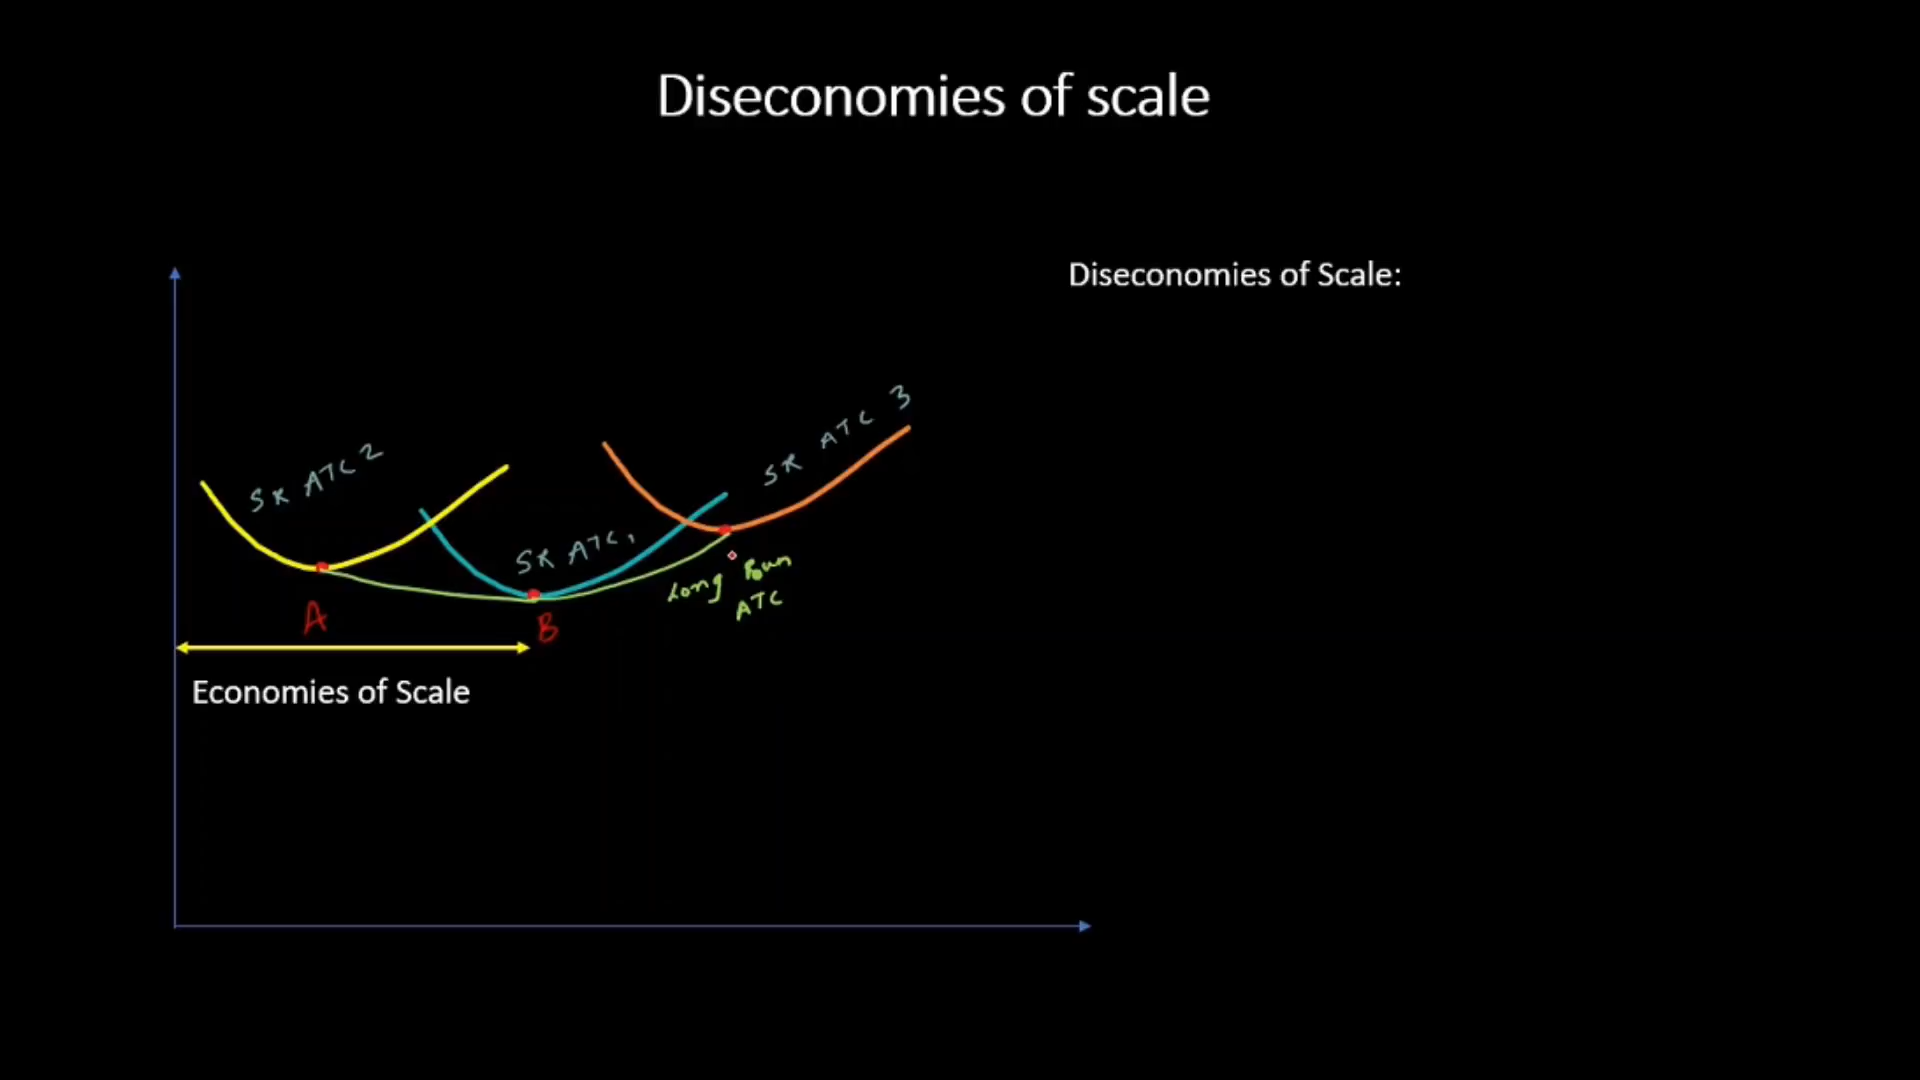 Diseconomies of scale
Diseconomies of Scale:
SR ATC 3
SR ATC 2
SR ATC 1
Long Run
ATC
A
B
Economies of Scale